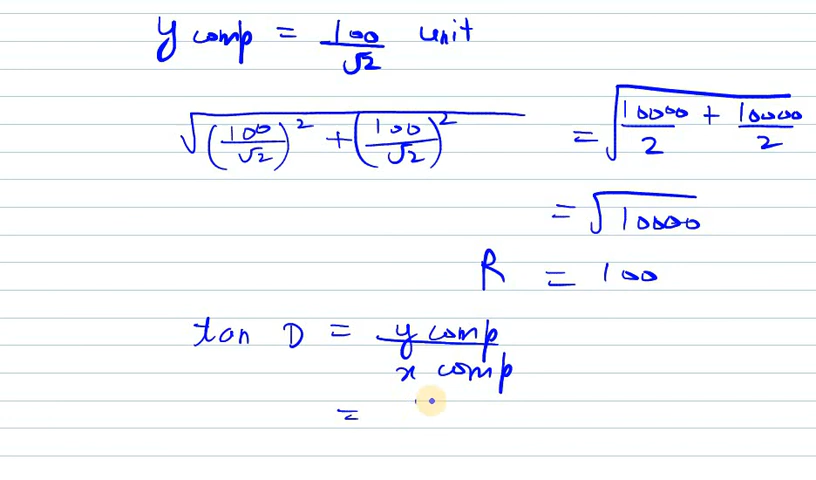 y comp = 100/√2 unit
√((100/√2)² + (100/√2)²) = √(10000/2 + 10000/2)
= √10000
R = 100
tan D = y comp/x comp
=